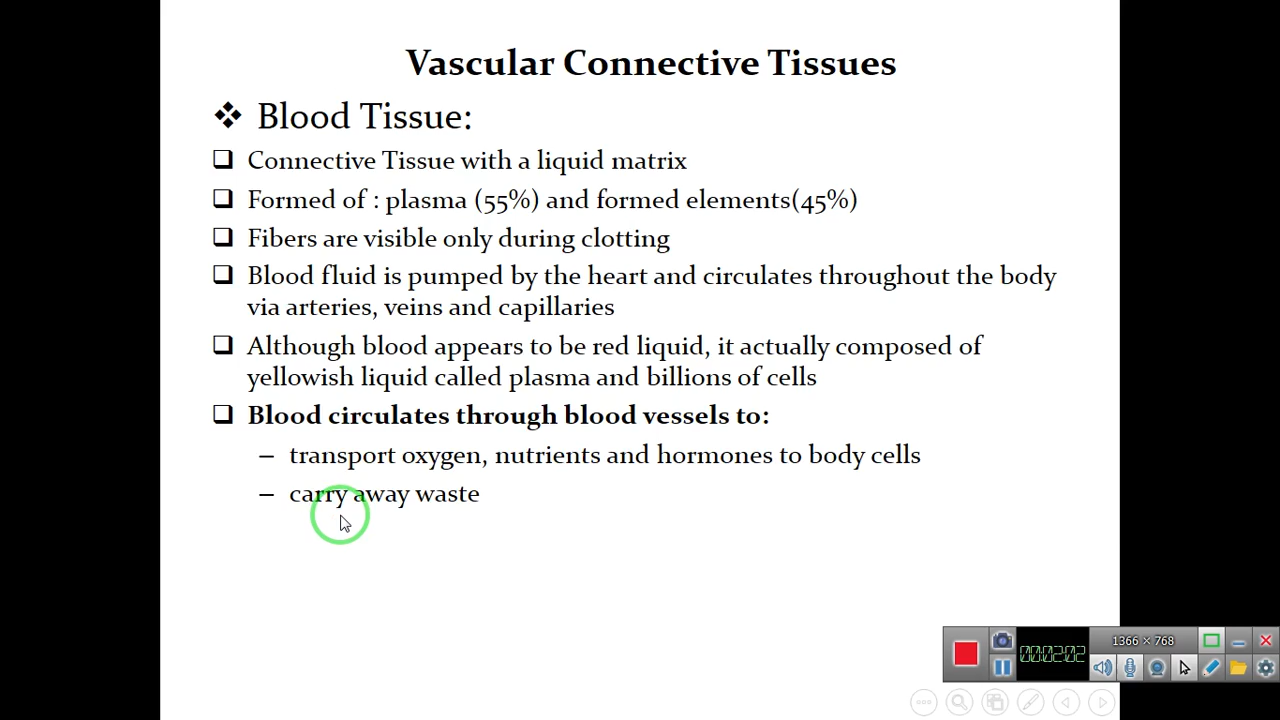 Vascular Connective Tissues
❖ Blood Tissue:
❑ Connective Tissue with a liquid matrix
❑ Formed of : plasma (55%) and formed elements(45%)
❑ Fibers are visible only during clotting
❑ Blood fluid is pumped by the heart and circulates throughout the body
via arteries, veins and capillaries
❑ Although blood appears to be red liquid, it actually composed of
yellowish liquid called plasma and billions of cells
❑ Blood circulates through blood vessels to:
– transport oxygen, nutrients and hormones to body cells
– carry away waste
1366 × 768
00:02:02